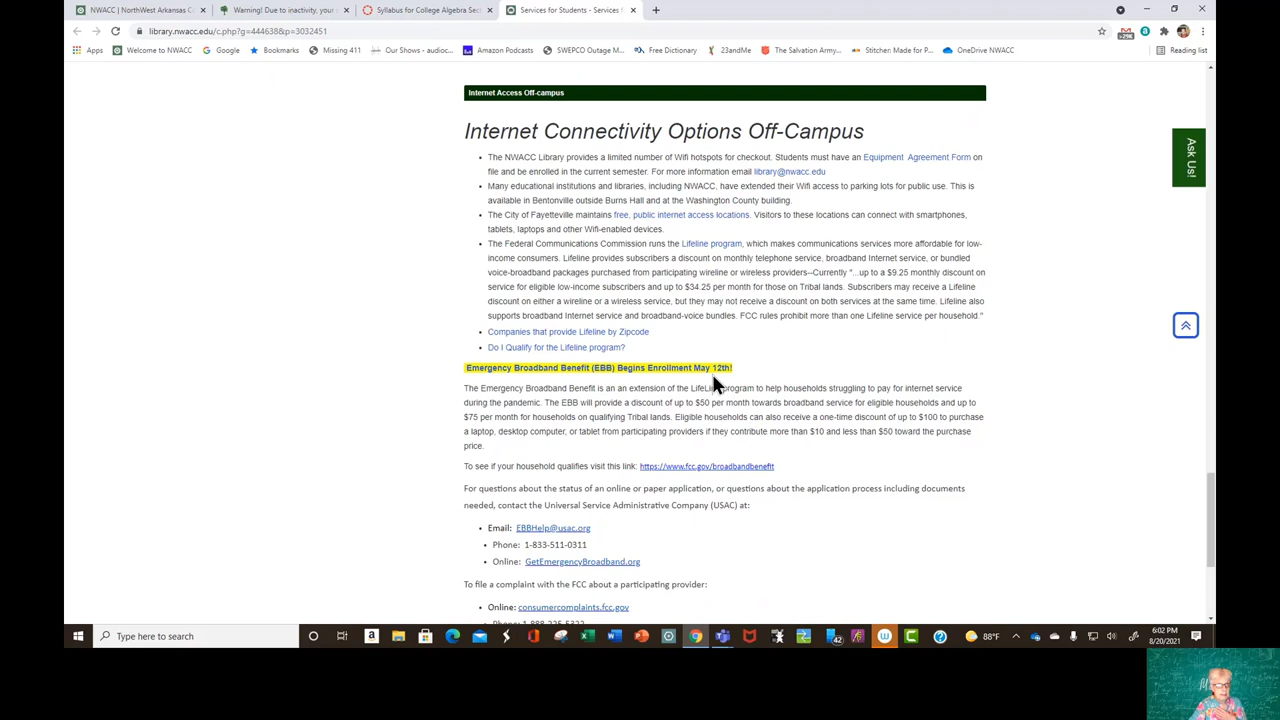 NWACC | NorthWest Arkansas C
Warning! Due to inactivity, your
Syllabus for College Algebra Sec
Services for Students - Services
library.nwacc.edu/c.php?g=444638&p=3032451
Apps
Welcome to NWACC
Google
Bookmarks
Missing 411
Our Shows - audioc...
Amazon Podcasts
SWEPCO Outage M...
Free Dictionary
23andMe
The Salvation Army...
Stitcher: Made for P...
OneDrive NWACC
Reading list
Internet Access Off-campus
Internet Connectivity Options Off-Campus
The NWACC Library provides a limited number of Wifi hotspots for checkout. Students must have an Equipment Agreement Form on
file and be enrolled in the current semester. For more information email library@nwacc.edu
Many educational institutions and libraries, including NWACC, have extended their Wifi access to parking lots for public use. This is
available in Bentonville outside Burns Hall and at the Washington County building.
The City of Fayetteville maintains free, public internet access locations. Visitors to these locations can connect with smartphones,
tablets, laptops and other Wifi-enabled devices.
The Federal Communications Commission runs the Lifeline program, which makes communications services more affordable for low-
income consumers. Lifeline provides subscribers a discount on monthly telephone service, broadband Internet service, or bundled
voice-broadband packages purchased from participating wireline or wireless providers--Currently "...up to a $9.25 monthly discount on
service for eligible low-income subscribers and up to $34.25 per month for those on Tribal lands. Subscribers may receive a Lifeline
discount on either a wireline or a wireless service, but they may not receive a discount on both services at the same time. Lifeline also
supports broadband Internet service and broadband-voice bundles. FCC rules prohibit more than one Lifeline service per household."
Companies that provide Lifeline by Zipcode
Do I Qualify for the Lifeline program?
Emergency Broadband Benefit (EBB) Begins Enrollment May 12th!
The Emergency Broadband Benefit is an an extension of the program to help households struggling to pay for internet service
during the pandemic. The EBB will provide a discount of up to $50 per month towards broadband service for eligible households and up to
$75 per month for households on qualifying Tribal lands. Eligible households can also receive a one-time discount of up to $100 to purchase
a laptop, desktop computer, or tablet from participating providers if they contribute more than $10 and less than $50 toward the purchase
price.
To see if your household qualifies visit this link: https://www.fcc.gov/broadbandbenefit
For questions about the status of an online or paper application, or questions about the application process including documents
needed, contact the Universal Service Administrative Company (USAC) at:
Email: EBBHelp@usac.org
Phone: 1-833-511-0311
Online: GetEmergencyBroadband.org
To file a complaint with the FCC about a participating provider:
Online: consumercomplaints.fcc.gov
Ask Us!
Type here to search
42
88°F
6:02 PM
8/20/2021